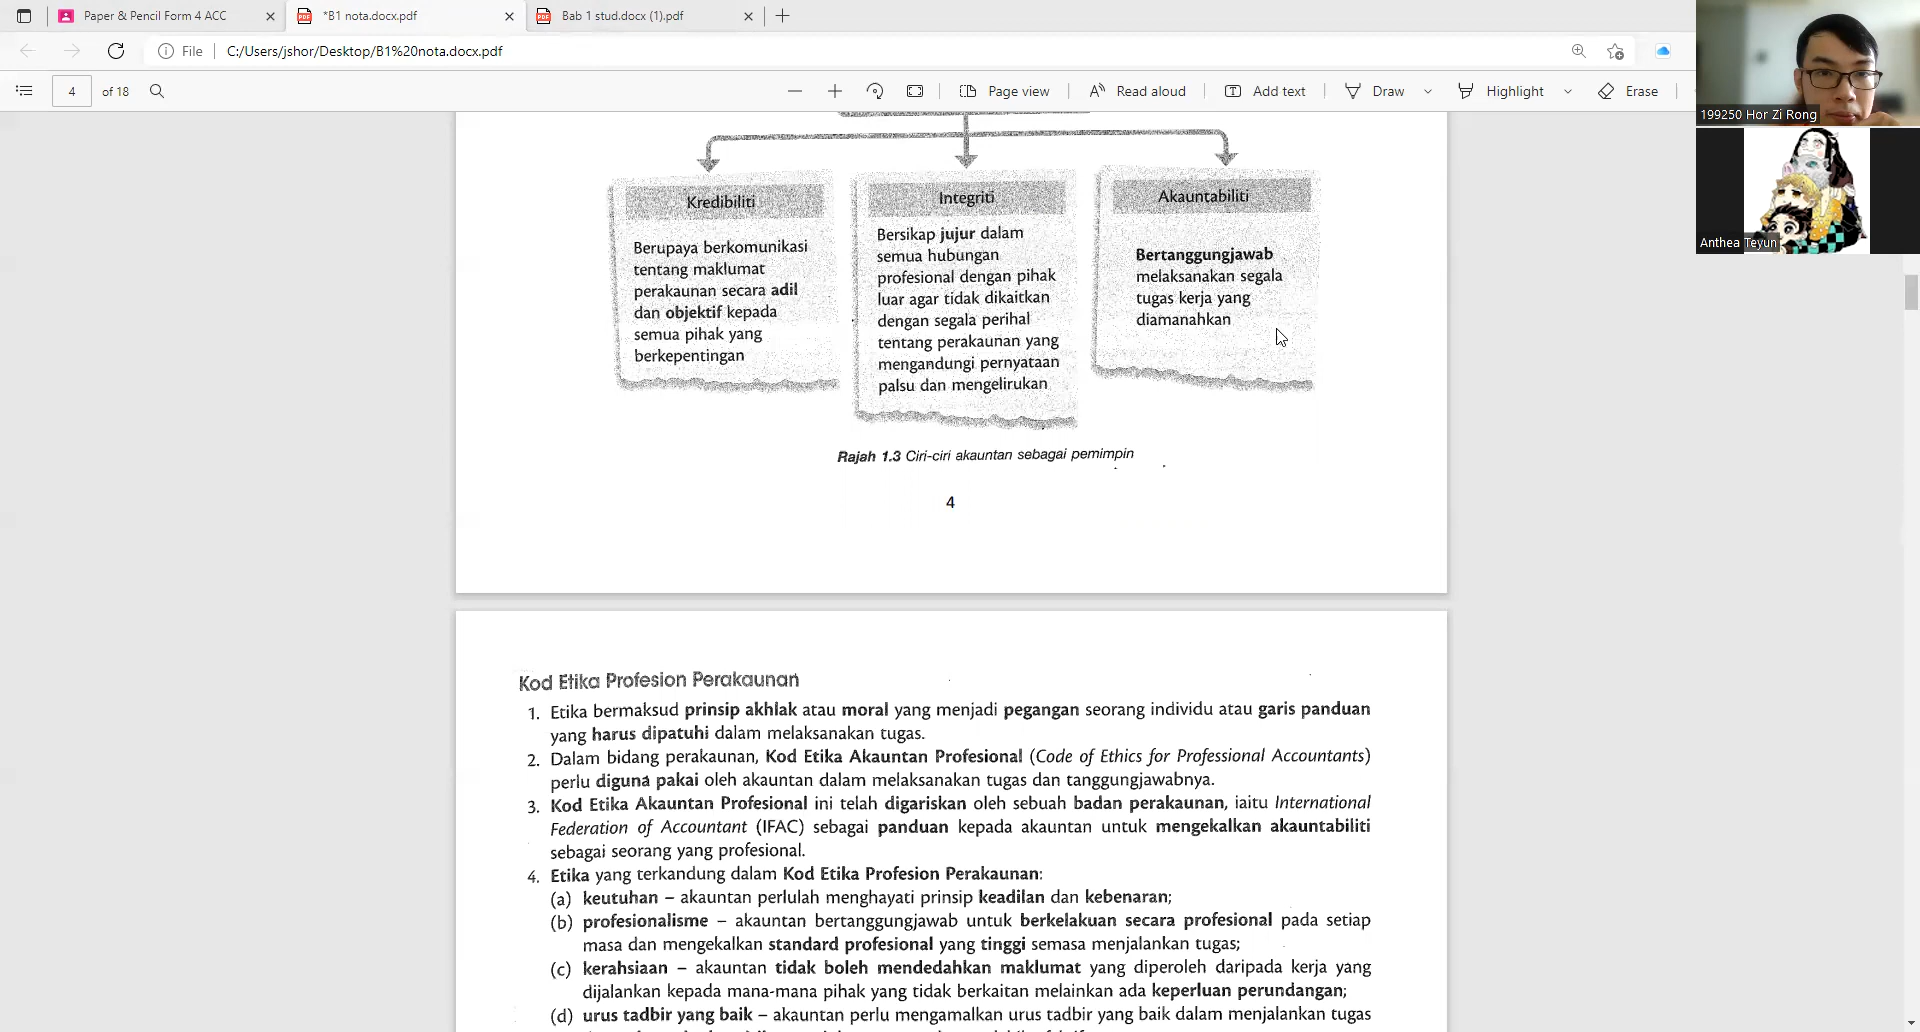 Paper & Pencil Form 4 ACC
*B1 nota.docx.pdf
Bab 1 stud.docx (1).pdf
File
C:/Users/jshor/Desktop/B1%20nota.docx.pdf
4
of 18
Page view
Read aloud
Add text
Draw
Highlight
Erase
199250 Hor Zi Rong
Anthea Teyun
Kredibiliti
Berupaya berkomunikasi
tentang maklumat
perakaunan secara adil
dan objektif kepada
semua pihak yang
berkepentingan
Integriti
Bersikap jujur dalam
semua hubungan
profesional dengan pihak
luar agar tidak dikaitkan
dengan segala perihal
tentang perakaunan yang
mengandungi pernyataan
palsu dan mengelirukan
Akauntabiliti
Bertanggungjawab
melaksanakan segala
tugas kerja yang
diamanahkan
Rajah 1.3 Ciri-ciri akauntan sebagai pemimpin
4
Kod Etika Profesion Perakaunan
1. Etika bermaksud prinsip akhlak atau moral yang menjadi pegangan seorang individu atau garis panduan
yang harus dipatuhi dalam melaksanakan tugas.
2. Dalam bidang perakaunan, Kod Etika Akauntan Profesional (Code of Ethics for Professional Accountants)
perlu diguna pakai oleh akauntan dalam melaksanakan tugas dan tanggungjawabnya.
3. Kod Etika Akauntan Profesional ini telah digariskan oleh sebuah badan perakaunan, iaitu International
Federation of Accountant (IFAC) sebagai panduan kepada akauntan untuk mengekalkan akauntabiliti
sebagai seorang yang profesional.
4. Etika yang terkandung dalam Kod Etika Profesion Perakaunan:
(a) keutuhan – akauntan perlulah menghayati prinsip keadilan dan kebenaran;
(b) profesionalisme – akauntan bertanggungjawab untuk berkelakuan secara profesional pada setiap
masa dan mengekalkan standard profesional yang tinggi semasa menjalankan tugas;
(c) kerahsiaan – akauntan tidak boleh mendedahkan maklumat yang diperoleh daripada kerja yang
dijalankan kepada mana-mana pihak yang tidak berkaitan melainkan ada keperluan perundangan;
(d) urus tadbir yang baik – akauntan perlu mengamalkan urus tadbir yang baik dalam menjalankan tugas